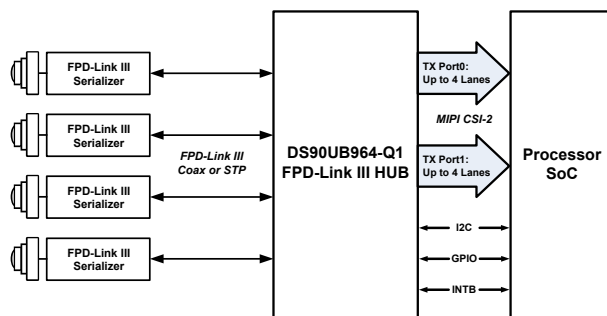 FPD-Link III
Serializer
FPD-Link III
Serializer
FPD-Link III
Serializer
FPD-Link III
Serializer
FPD-Link III
Coax or STP
DS90UB964-Q1
FPD-Link III HUB
TX Port0:
Up to 4 Lanes
MIPI CSI-2
TX Port1:
Up to 4 Lanes
I2C
GPIO
INTB
Processor
SoC